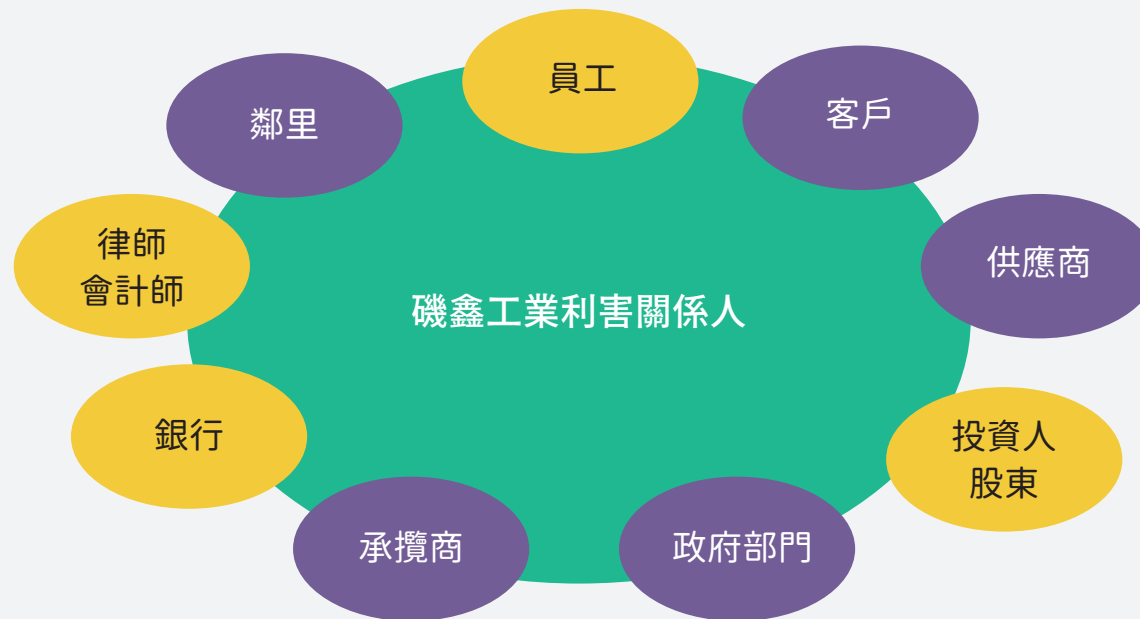 員工
鄰里
客戶
律師
會計師
供應商
磯鑫工業利害關係人
銀行
投資人
股東
承攬商
政府部門